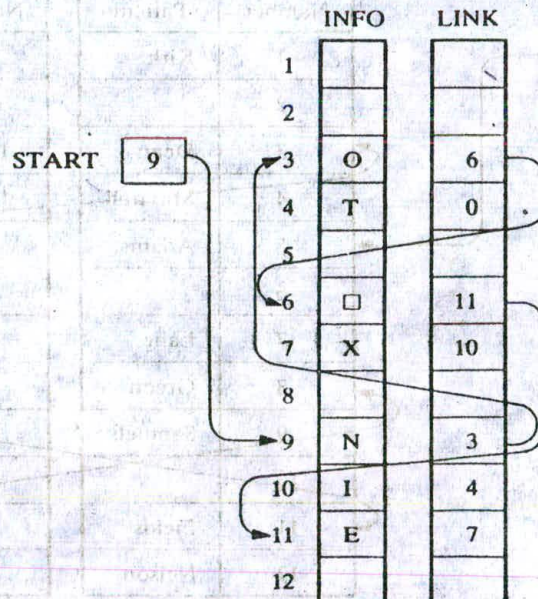 INFO LINK
1
2
START 9 3 O 6
4 T 0
5
6 □ 11
7 X 10
8
9 N 3
10 I 4
11 E 7
12